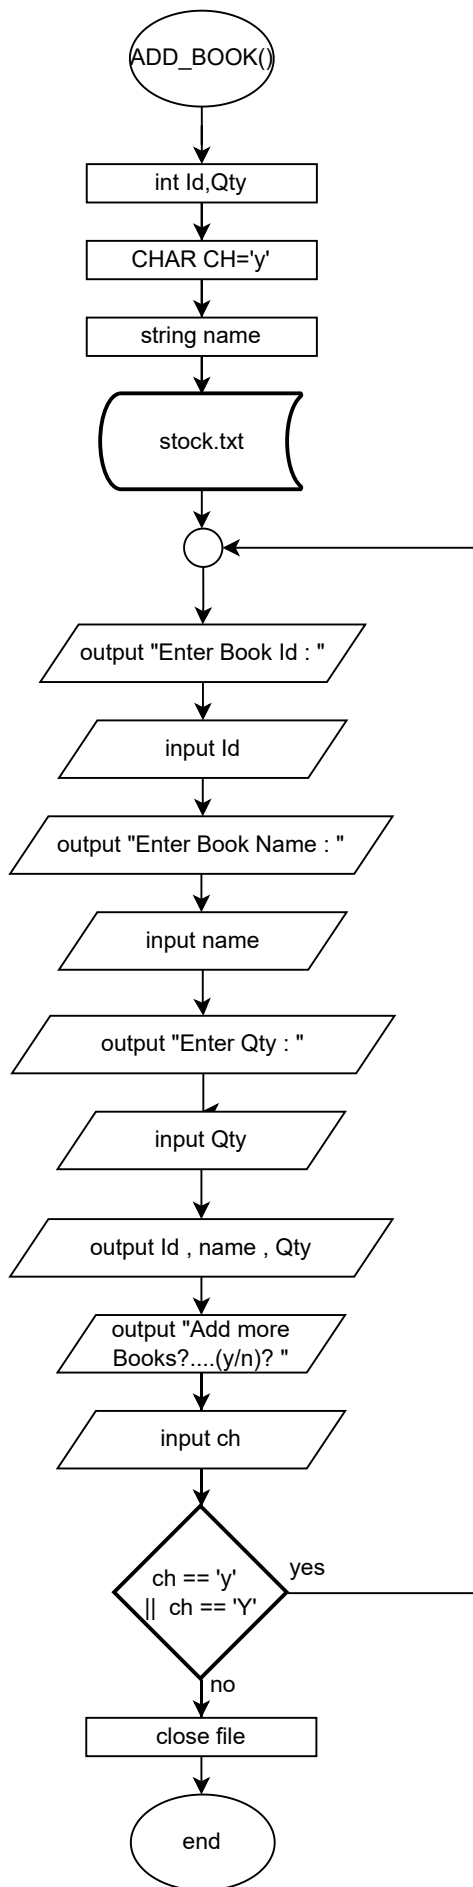 ADD_BOOK()
int Id,Qty
CHAR CH='y'
string name
stock.txt
output "Enter Book Id : "
input Id
output "Enter Book Name : "
input name
output "Enter Qty : "
input Qty
output Id , name , Qty
output "Add more
Books?....(y/n)? "
input ch
ch == 'y'
|| ch == 'Y'
yes
no
close file
end